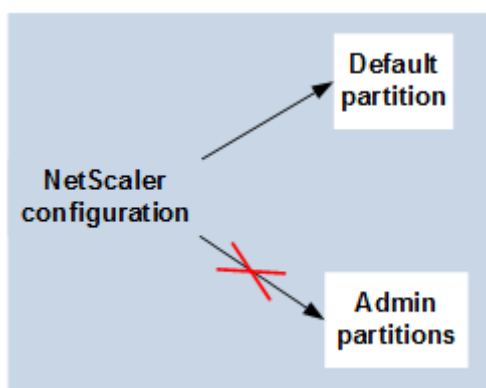 Default
partition
NetScaler
configuration
Admin
partitions